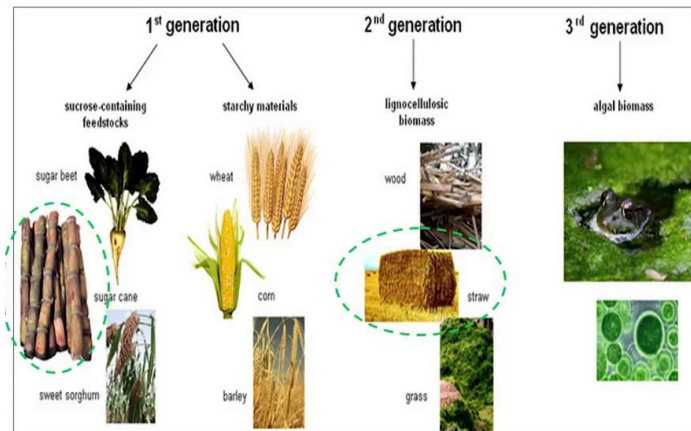 1st generation
2nd generation
3rd generation
sucrose-containing
feedstocks
starchy materials
lignocellulosic
biomass
algal biomass
sugar beet
wheat
wood
sugar cane
corn
straw
sweet sorghum
barley
grass